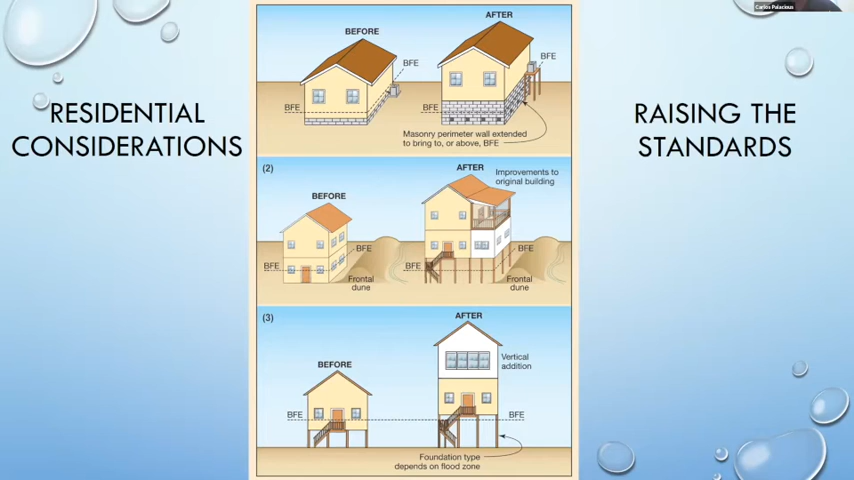 Carlos Palacious
RESIDENTIAL
CONSIDERATIONS
RAISING THE
STANDARDS
BEFORE
AFTER
BFE
BFE
BFE
BFE
Masonry perimeter wall extended
to bring to, or above, BFE
(2)
BEFORE
AFTER
Improvements to
original building
BFE
BFE
BFE
BFE
Frontal
dune
Frontal
dune
(3)
BEFORE
AFTER
Vertical
addition
BFE
BFE
Foundation type
depends on flood zone